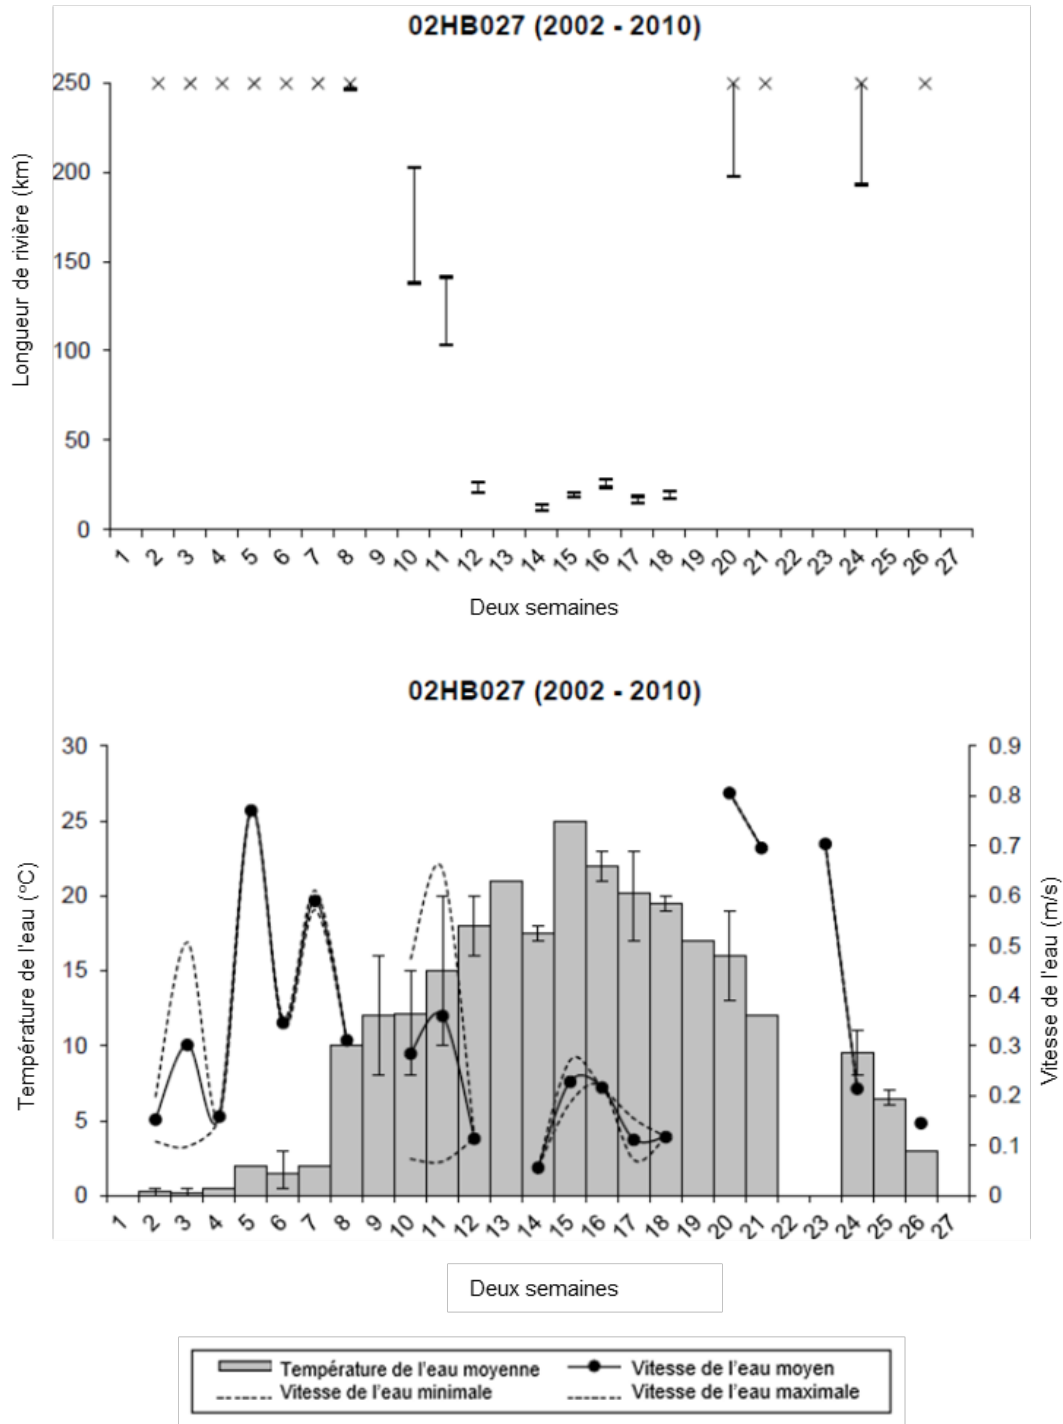 02HB027 (2002 - 2010)
Longueur de rivière (km)
250
200
150
100
50
0
1 2 3 4 5 6 7 8 9 10 11 12 13 14 15 16 17 18 19 20 21 22 23 24 25 26 27
Deux semaines
02HB027 (2002 - 2010)
Température de l'eau (°C)
30
25
20
15
10
5
0
0.9
0.8
0.7
0.6
0.5
0.4
0.3
0.2
0.1
0
Vitesse de l'eau (m/s)
1 2 3 4 5 6 7 8 9 10 11 12 13 14 15 16 17 18 19 20 21 22 23 24 25 26 27
Deux semaines
Température de l'eau moyenne
Vitesse de l'eau moyen
Vitesse de l'eau minimale
Vitesse de l'eau maximale